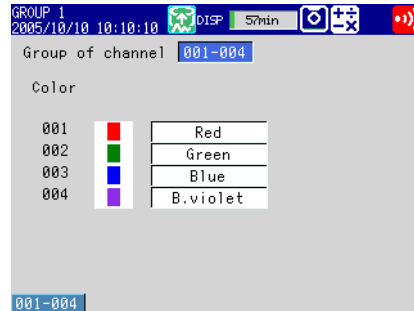 GROUP 1
2005/10/10 10:10:10 DISP 57min
Group of channel 001-004
Color
001 Red
002 Green
003 Blue
004 B.violet
001-004